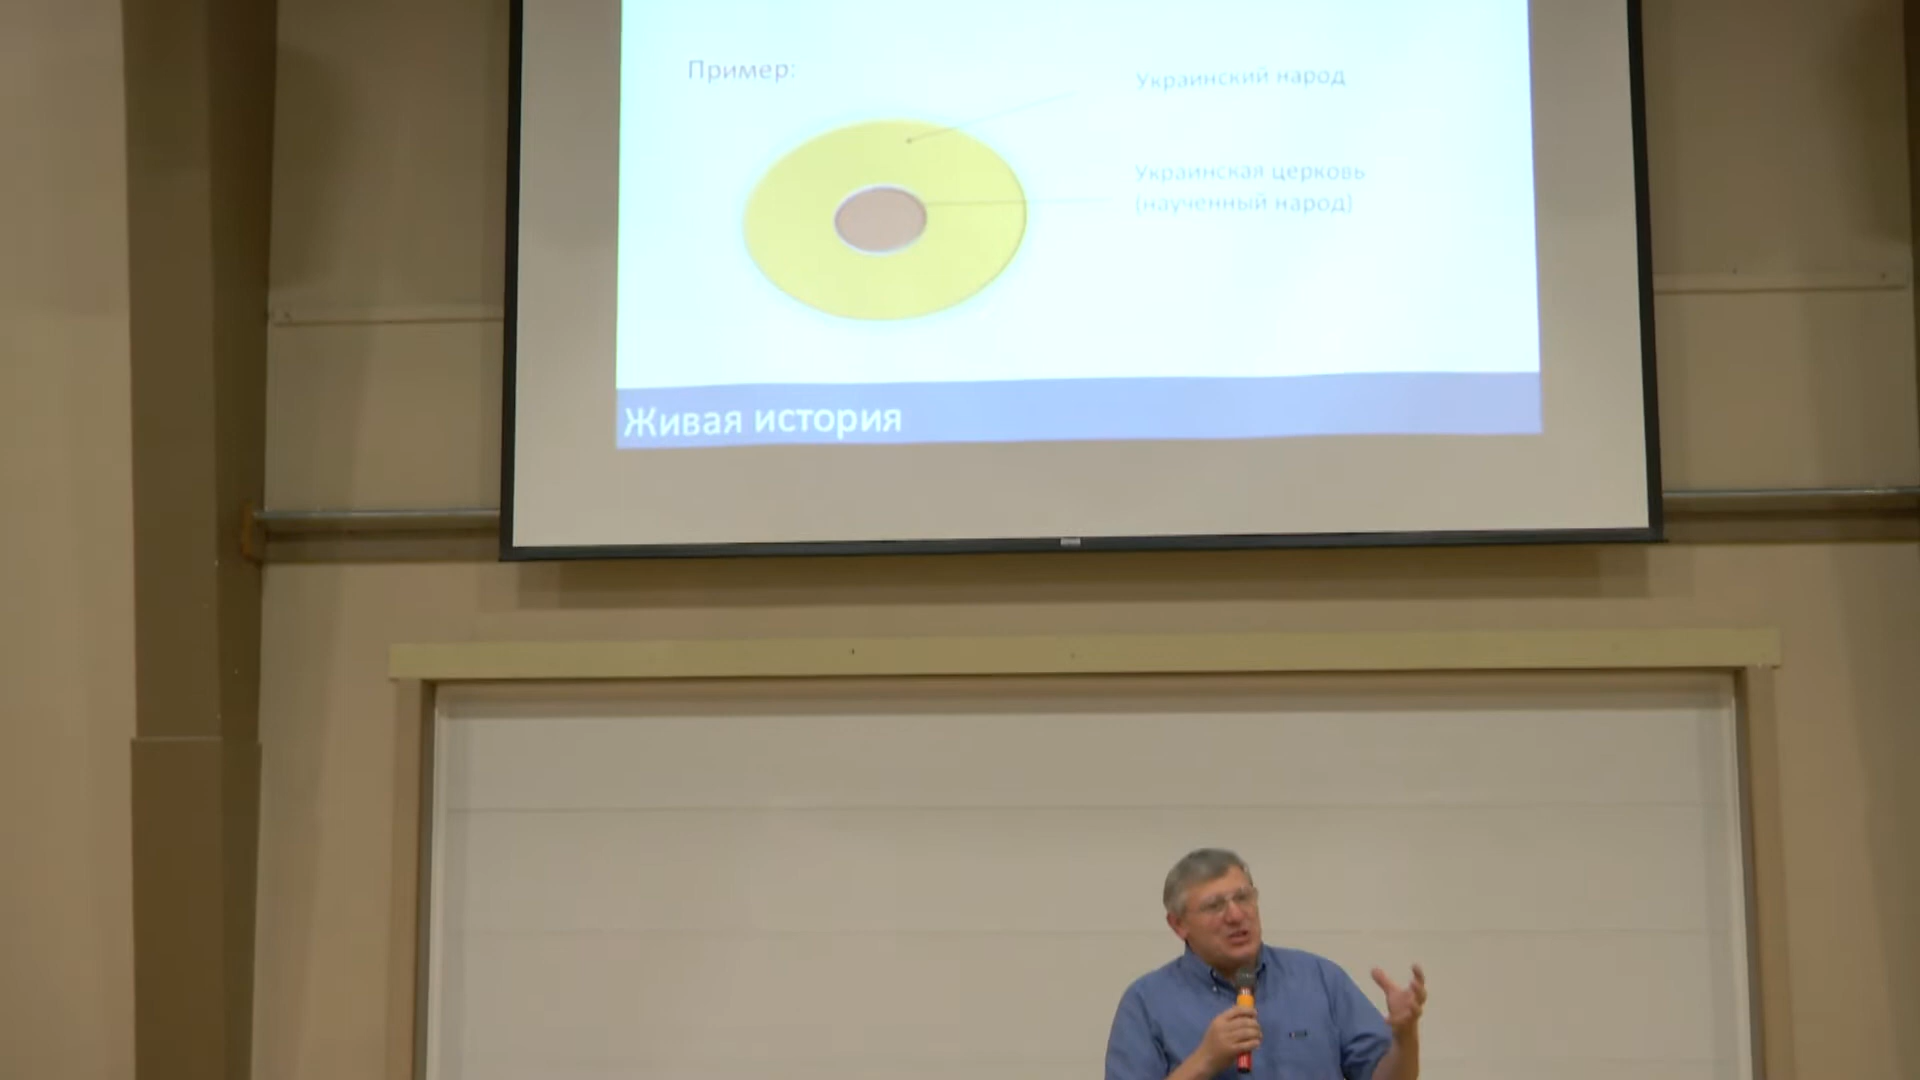 Пример:
Украинский народ
Украинская церковь
(наученный народ)
Живая история